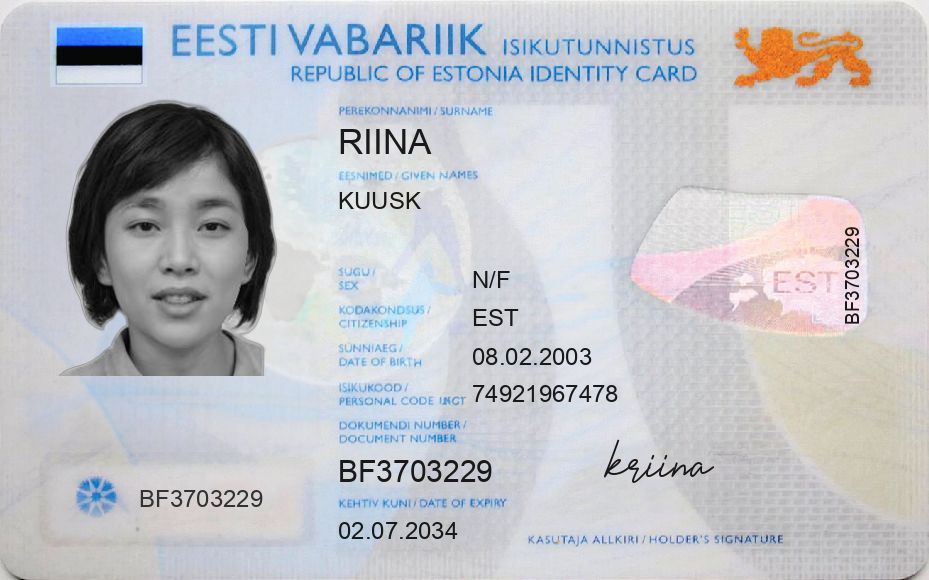 EESTI VABARIIK ISIKUTUNNISTUS
REPUBLIC OF ESTONIA IDENTITY CARD
PEREKONNANIMI / SURNAME
RIINA
EESNIMED / GIVEN NAMES
KUUSK
SUGU /
SEX
N/F
KODAKONDSUS /
CITIZENSHIP
EST
SÜNNIAEG /
DATE OF BIRTH
08.02.2003
ISIKUKOOD /
PERSONAL CODE
74921967478
DOKUMENDI NUMBER /
DOCUMENT NUMBER
BF3703229
KEHTIV KUNI / DATE OF EXPIRY
02.07.2034
BF3703229
EST
BF3703229
kriina
KASUTAJA ALLKIRI / HOLDER'S SIGNATURE